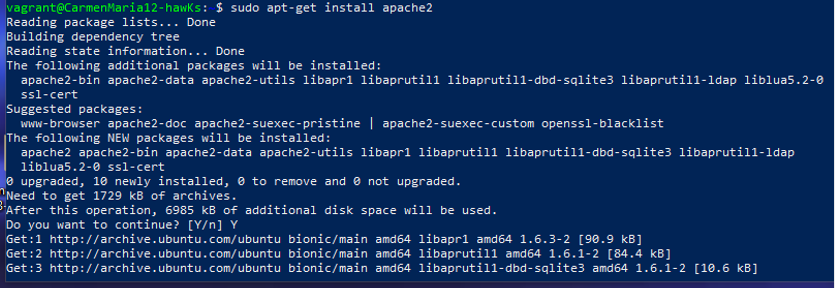 vagrant@CarmenMaria12-hawKs: $ sudo apt-get install apache2
Reading package lists... Done
Building dependency tree
Reading state information... Done
The following additional packages will be installed:
  apache2-bin apache2-data apache2-utils libapr1 libaprutil1 libaprutil1-dbd-sqlite3 libaprutil1-ldap liblua5.2-0
  ssl-cert
Suggested packages:
  www-browser apache2-doc apache2-suexec-pristine | apache2-suexec-custom openssl-blacklist
The following NEW packages will be installed:
  apache2 apache2-bin apache2-data apache2-utils libapr1 libaprutil1 libaprutil1-dbd-sqlite3 libaprutil1-ldap
  liblua5.2-0 ssl-cert
0 upgraded, 10 newly installed, 0 to remove and 0 not upgraded.
Need to get 1729 kB of archives.
After this operation, 6985 kB of additional disk space will be used.
Do you want to continue? [Y/n] Y
Get:1 http://archive.ubuntu.com/ubuntu bionic/main amd64 libapr1 amd64 1.6.3-2 [90.9 kB]
Get:2 http://archive.ubuntu.com/ubuntu bionic/main amd64 libaprutil1 amd64 1.6.1-2 [84.4 kB]
Get:3 http://archive.ubuntu.com/ubuntu bionic/main amd64 libaprutil1-dbd-sqlite3 amd64 1.6.1-2 [10.6 kB]